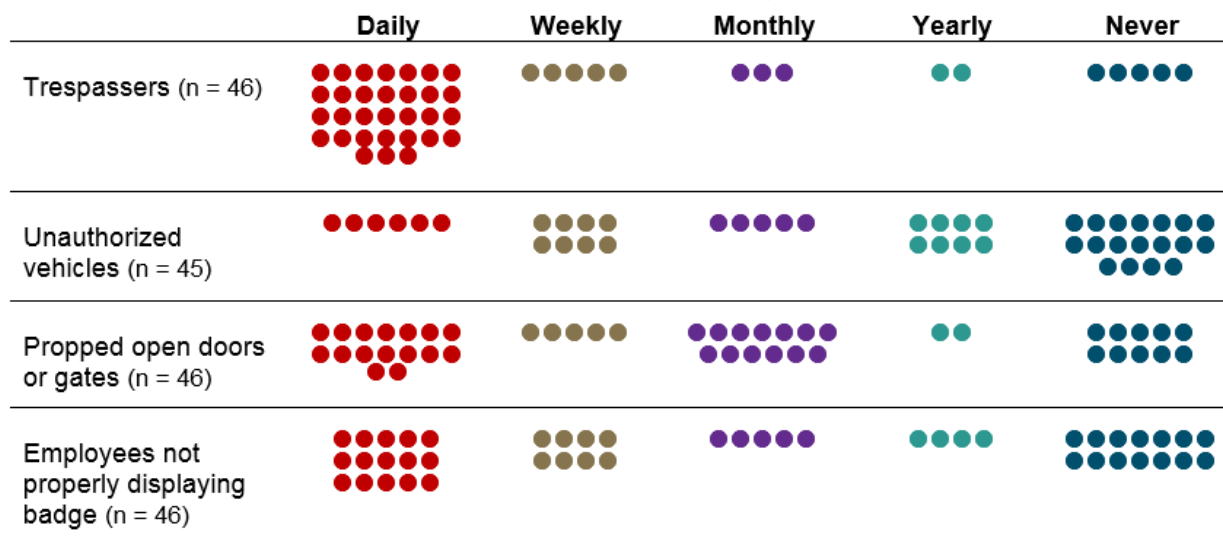 Daily Weekly Monthly Yearly Never
Trespassers (n = 46)
Unauthorized
vehicles (n = 45)
Propped open doors
or gates (n = 46)
Employees not
properly displaying
badge (n = 46)